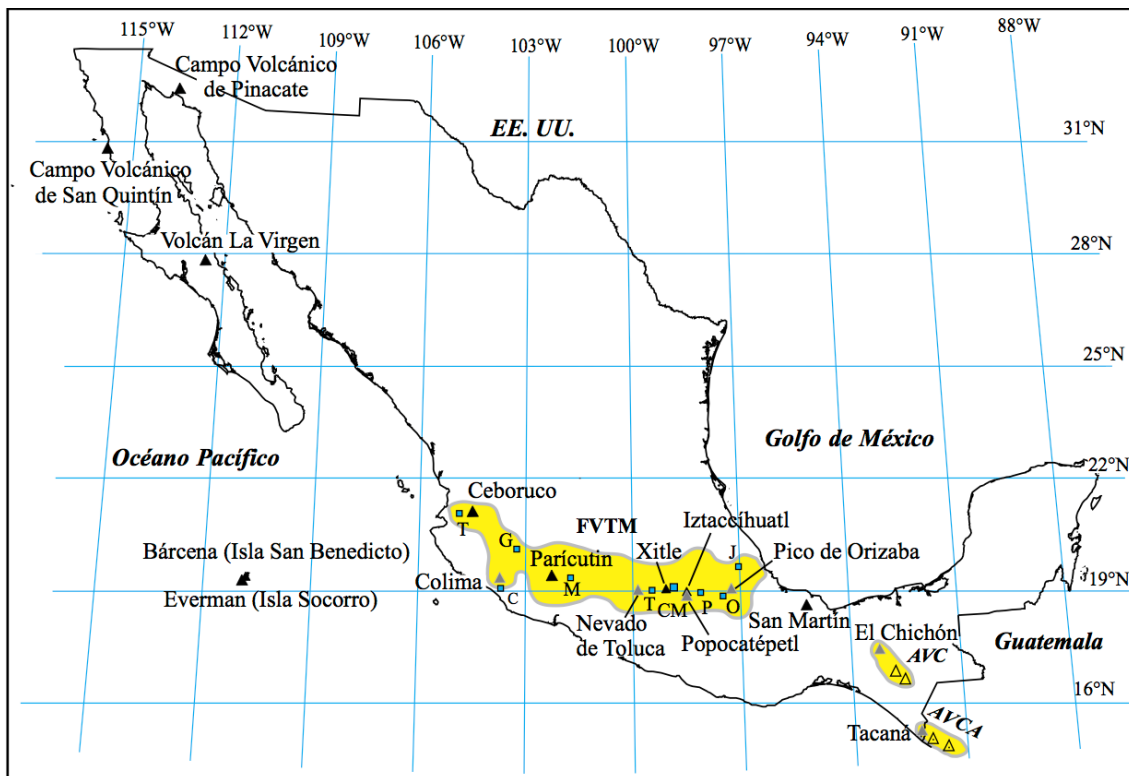 115°W
112°W
109°W
106°W
103°W
100°W
97°W
94°W
91°W
88°W
Campo Volcánico
de Pinacate
EE. UU.
31°N
Campo Volcánico
de San Quintín
Volcán La Virgen
28°N
25°N
Océano Pacífico
Golfo de México
22°N
Ceboruco
T
FVTM
Iztaccíhuatl
G
Xitle
J
Pico de Orizaba
Bárcena (Isla San Benedicto)
Parícutin
Colima
C
M
T
CM
P
O
19°N
Everman (Isla Socorro)
Nevado
de Toluca
Popocatépetl
San Martín
El Chichón
AVC
Guatemala
16°N
Tacaná
AVCA